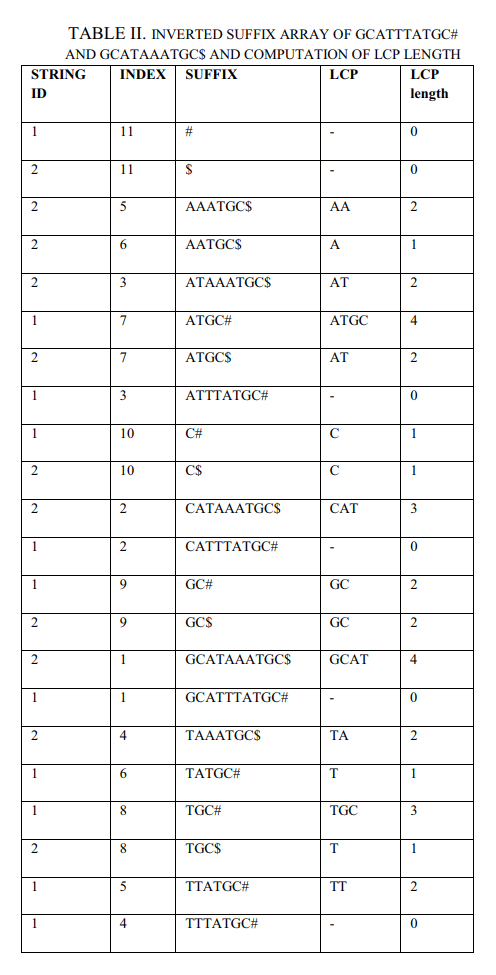 TABLE II. INVERTED SUFFIX ARRAY OF GCATTTATGC#
AND GCATAAATGC$ AND COMPUTATION OF LCP LENGTH
STRING ID INDEX SUFFIX LCP LCP length
1 11 # - 0
2 11 $ - 0
2 5 AAATGC$ AA 2
2 6 AATGC$ A 1
2 3 ATAAATGC$ AT 2
1 7 ATGC# ATGC 4
2 7 ATGC$ AT 2
1 3 ATTTATGC# - 0
1 10 C# C 1
2 10 C$ C 1
2 2 CATAAATGC$ CAT 3
1 2 CATTTATGC# - 0
1 9 GC# GC 2
2 9 GC$ GC 2
2 1 GCATAAATGC$ GCAT 4
1 1 GCATTTATGC# - 0
2 4 TAAATGC$ TA 2
1 6 TATGC# T 1
1 8 TGC# TGC 3
2 8 TGC$ T 1
1 5 TTATGC# TT 2
1 4 TTTATGC# - 0